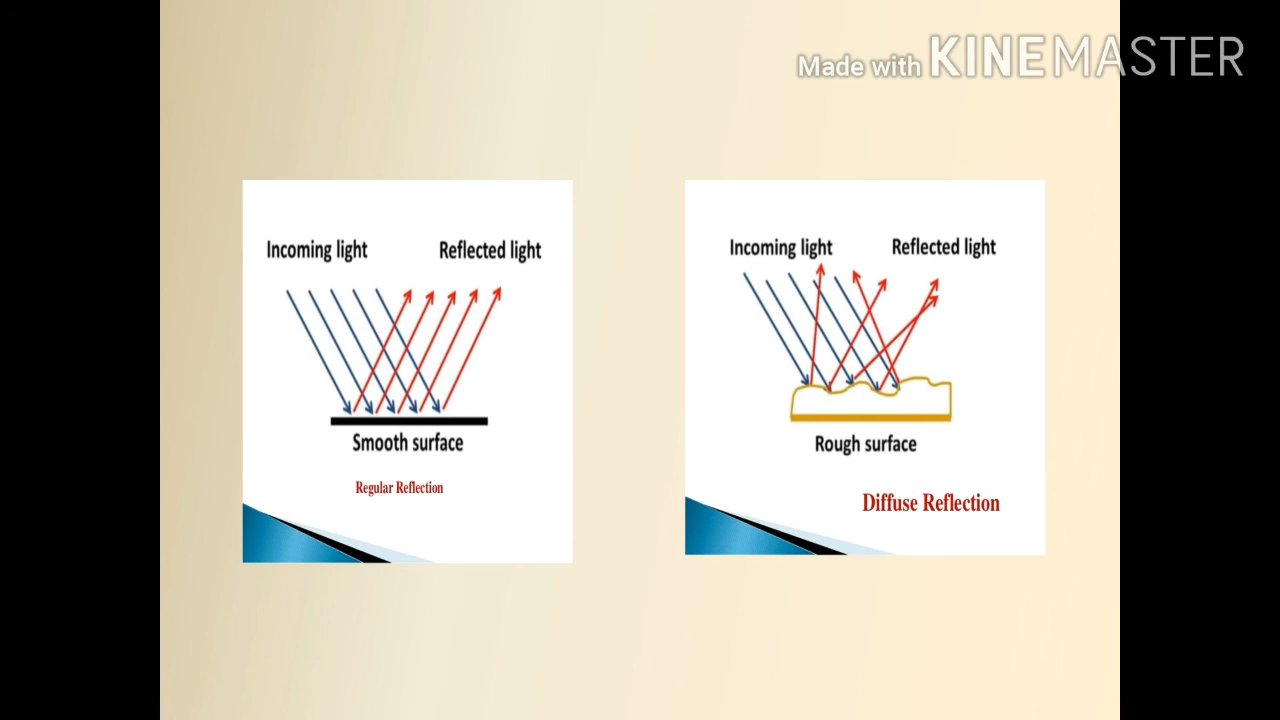 Made with KINEMASTER
Incoming light
Reflected light
Smooth surface
Regular Reflection
Incoming light
Reflected light
Rough surface
Diffuse Reflection